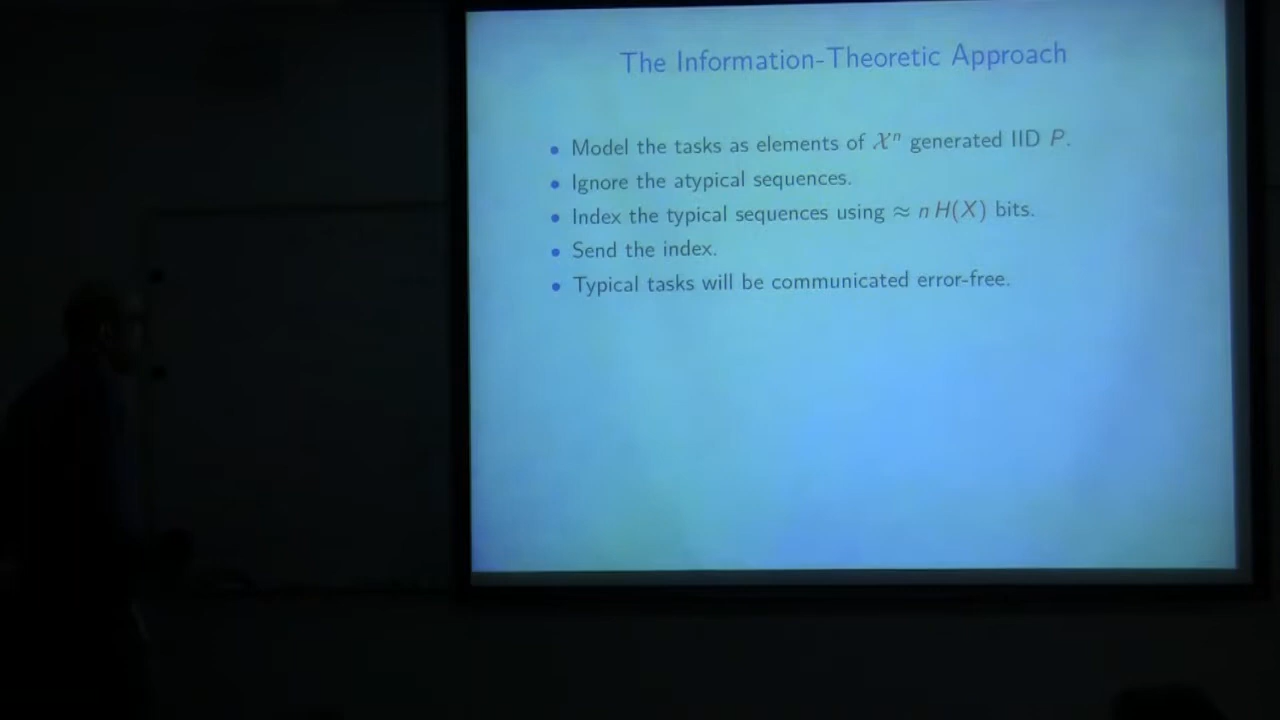 The Information-Theoretic Approach
• Model the tasks as elements of 𝒳ⁿ generated IID P.
• Ignore the atypical sequences.
• Index the typical sequences using ≈ n H(X) bits.
• Send the index.
• Typical tasks will be communicated error-free.